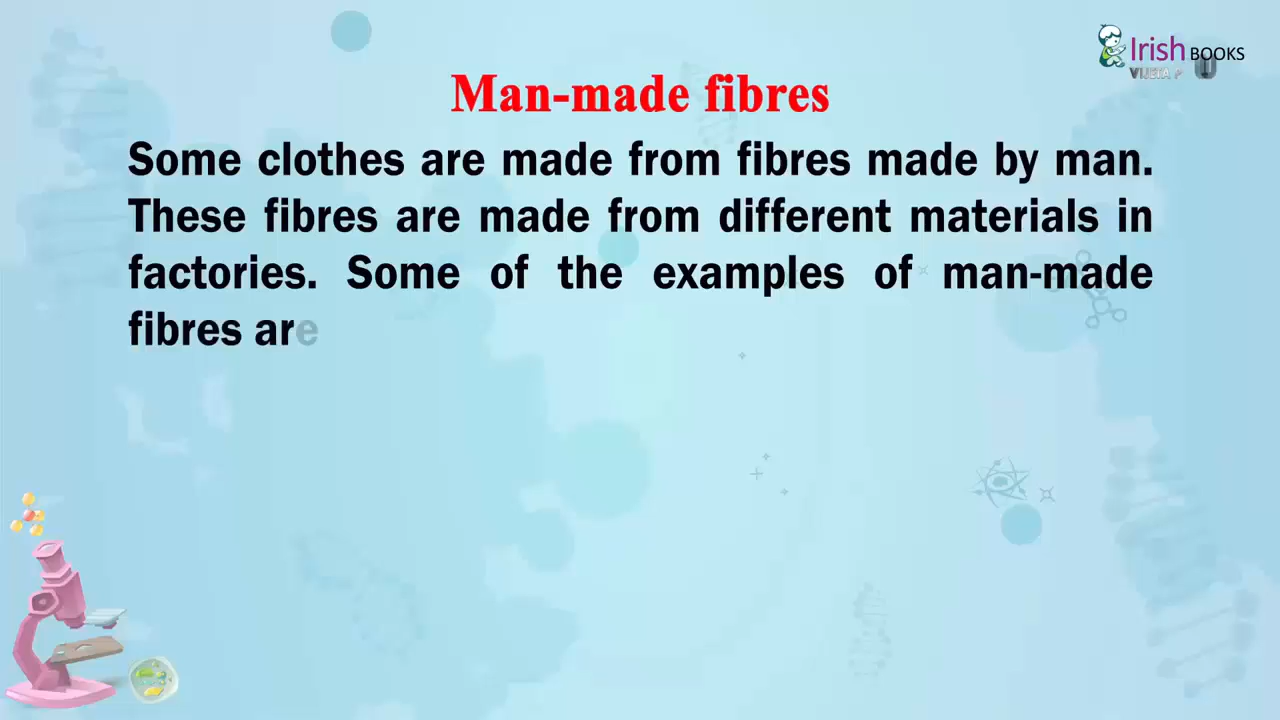 Irish BOOKS
Man-made fibres
Some clothes are made from fibres made by man.
These fibres are made from different materials in
factories. Some of the examples of man-made
fibres are